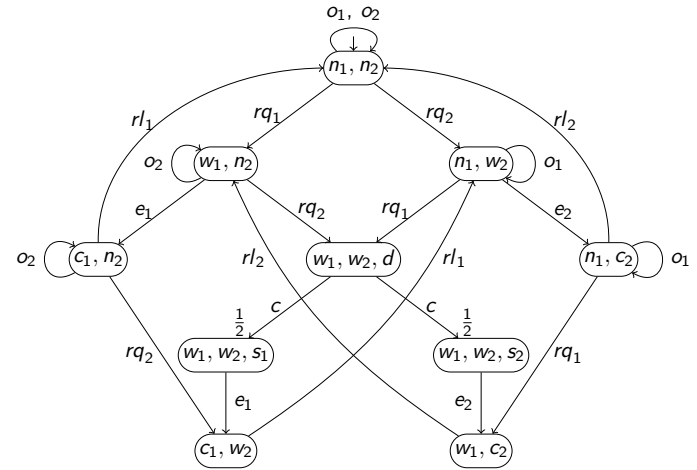 o1, o2
n1, n2
rl1 rq1 rq2 rl2
o2 w1, n2 n1, w2 o1
e1 rq2 rq1 e2
o2 c1, n2 w1, w2, d n1, c2 o1
rl2 rl1
c c
1/2 1/2
rq2 w1, w2, s1 w1, w2, s2 rq1
e1 e2
c1, w2 w1, c2